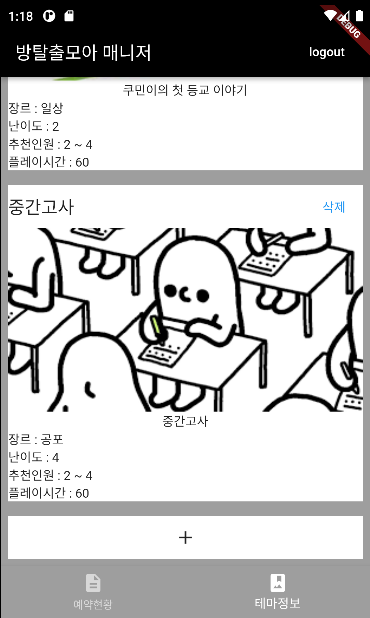 1:18
DEBUG
방탈출모아 매니저
logout
쿠민이의 첫 등교 이야기
장르 : 일상
난이도 : 2
추천인원 : 2 ~ 4
플레이시간 : 60
중간고사
삭제
중간고사
장르 : 공포
난이도 : 4
추천인원 : 2 ~ 4
플레이시간 : 60
+
예약현황
테마정보